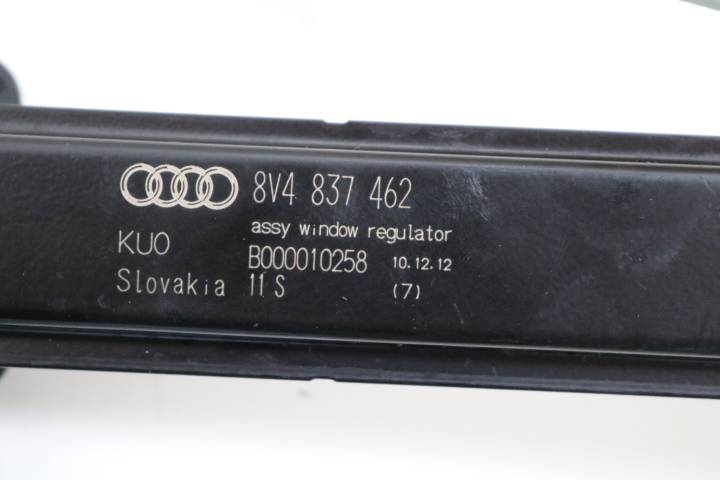 8V4 837 462
assy window regulator
KUO B000010258 10.12.12
Slovakia 11 S (7)